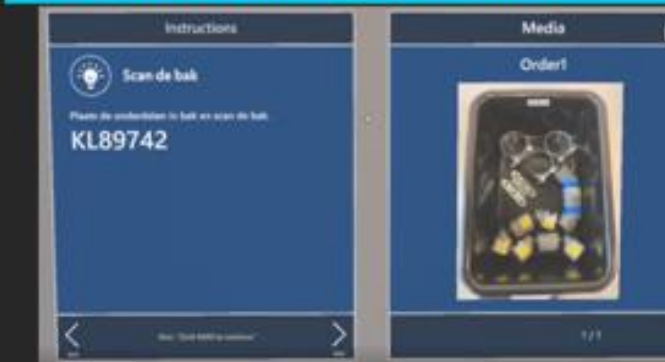 Instructions
Scan de bak
Plaats de onderdelen in bak en scan de bak.
KL89742
Media
Order1
1 / 1